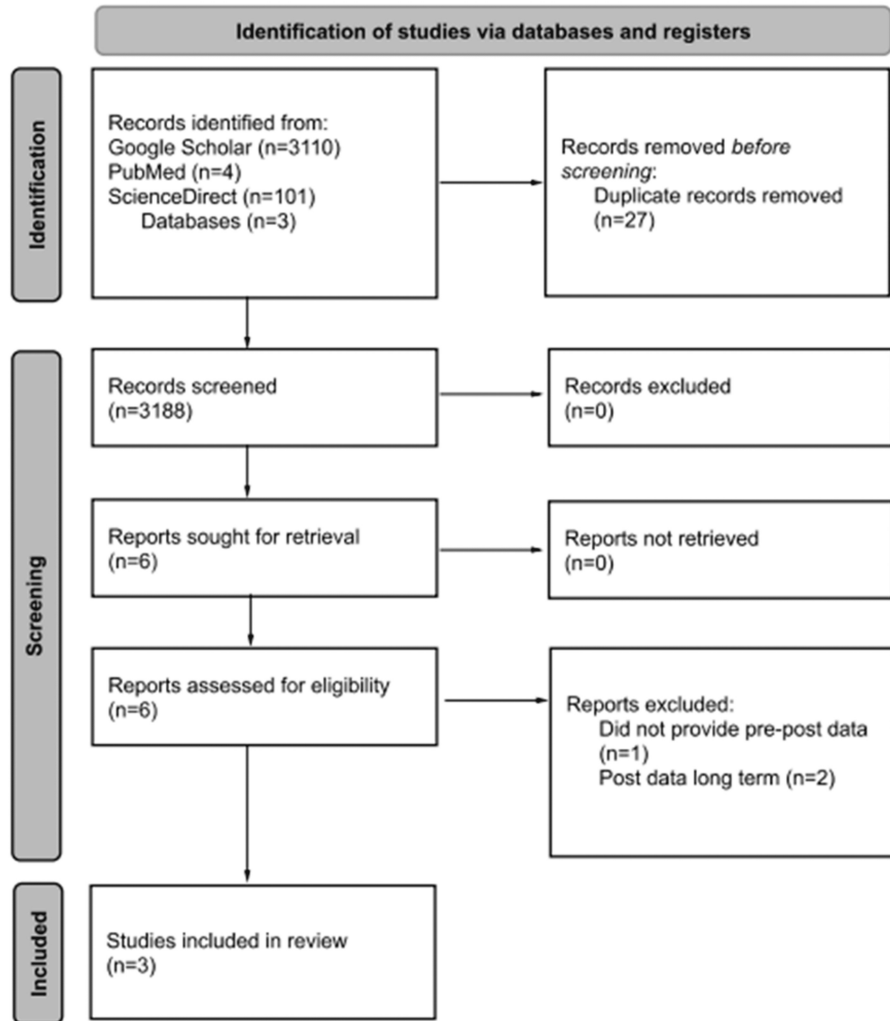 Identification of studies via databases and registers
Identification
Records identified from:
Google Scholar (n=3110)
PubMed (n=4)
ScienceDirect (n=101)
Databases (n=3)
Records removed before
screening:
Duplicate records removed
(n=27)
Screening
Records screened
(n=3188)
Records excluded
(n=0)
Reports sought for retrieval
(n=6)
Reports not retrieved
(n=0)
Reports assessed for eligibility
(n=6)
Reports excluded:
Did not provide pre-post data
(n=1)
Post data long term (n=2)
Included
Studies included in review
(n=3)